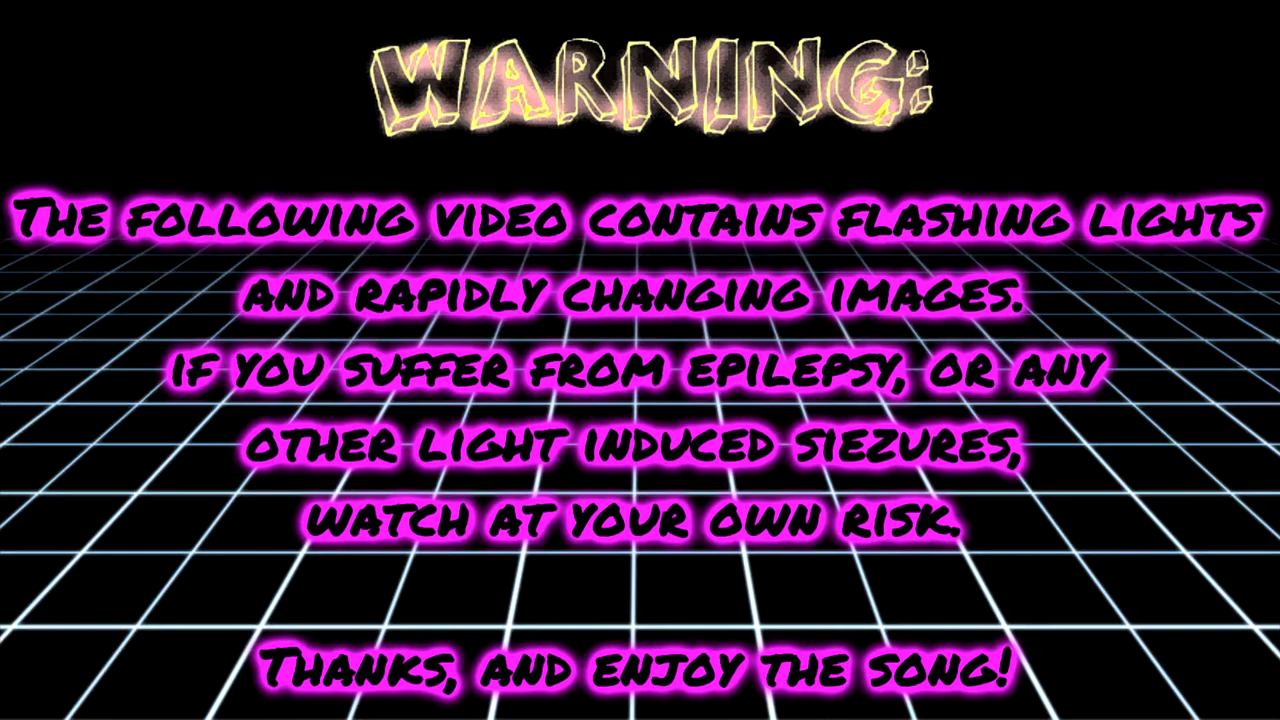 WARNING:
THE FOLLOWING VIDEO CONTAINS FLASHING LIGHTS
AND RAPIDLY CHANGING IMAGES.
IF YOU SUFFER FROM EPILEPSY, OR ANY
OTHER LIGHT INDUCED SIEZURES,
WATCH AT YOUR OWN RISK.
THANKS, AND ENJOY THE SONG!